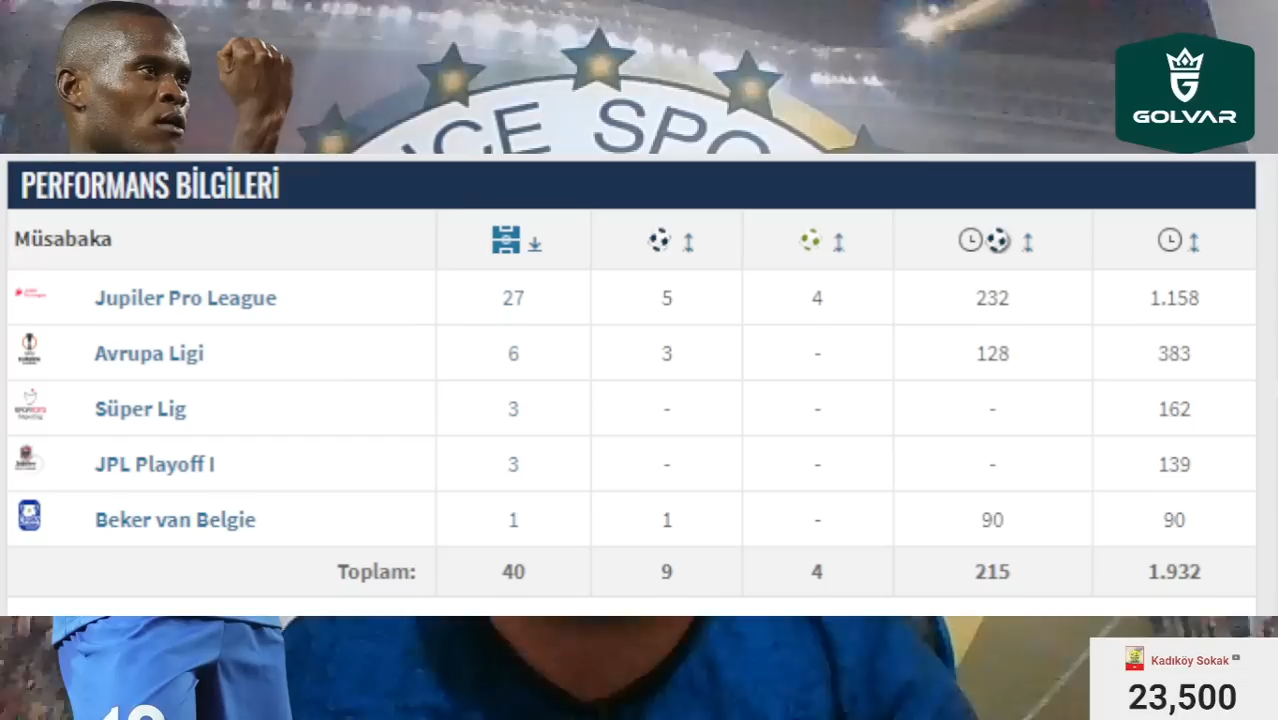 CE SPO
GOLVAR
PERFORMANS BİLGİLERİ
Müsabaka
Jupiler Pro League 27 5 4 232 1.158
Avrupa Ligi 6 3 - 128 383
Süper Lig 3 - - - 162
JPL Playoff I 3 - - - 139
Beker van Belgie 1 1 - 90 90
Toplam: 40 9 4 215 1.932
Kadıköy Sokak
23,500